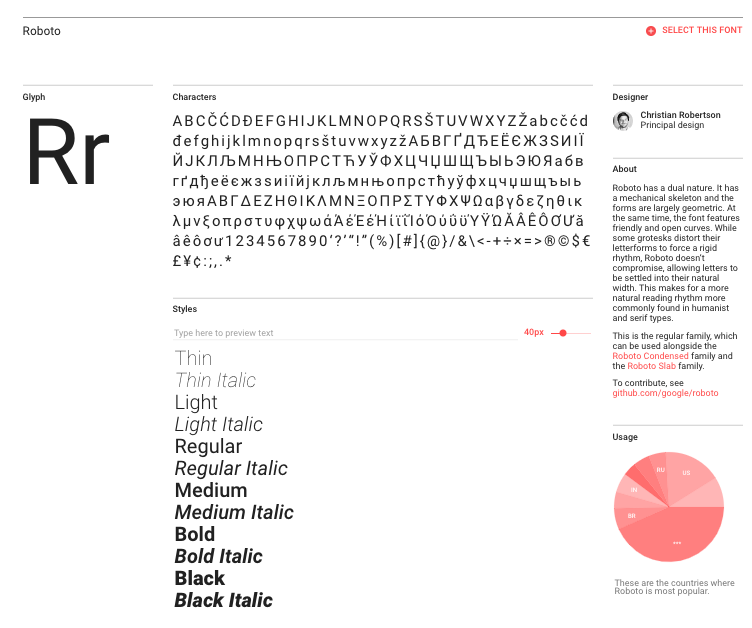 Roboto
SELECT THIS FONT
Glyph
Rr
Characters
ABCČĆDĐEFGHIJKLMNOPQRSŠTUVWXYZŽabcčćd
đefghijklmnopqrsštuvwxyzžАБВГҐДЂЕЁЄЖЗЅИІЇ
ЙЈКЛЉМНЊОПРСТЋУЎФХЦЧЏШЩЪЫЬЭЮЯабв
гґдђеёєжзѕиіїйјклљмнњопрстћуўфхцчџшщъыь
эюяΑΒΓΔΕΖΗΘΙΚΛΜΝΞΟΠΡΣΤΥΦΧΨΩαβγδεζηθικ
λμνξοπρστυφχψωάΆέΈέΉίϊΐΊόΌύΰϋΎΫΏĂÂÊÔƠƯă
âêôơư1234567890‘?’“!”(%)[#]{@}/&\<-+÷×=>®©$€
£¥¢:;,.*
Styles
Type here to preview text
40px
Thin
Thin Italic
Light
Light Italic
Regular
Regular Italic
Medium
Medium Italic
Bold
Bold Italic
Black
Black Italic
Designer
Christian Robertson
Principal design
About
Roboto has a dual nature. It has
a mechanical skeleton and the
forms are largely geometric. At
the same time, the font features
friendly and open curves. While
some grotesks distort their
letterforms to force a rigid
rhythm, Roboto doesn’t
compromise, allowing letters to
be settled into their natural
width. This makes for a more
natural reading rhythm more
commonly found in humanist
and serif types.
This is the regular family, which
can be used alongside the
Roboto Condensed family and
the Roboto Slab family.
To contribute, see
github.com/google/roboto
Usage
RU
US
IN
BR
***
These are the countries where
Roboto is most popular.